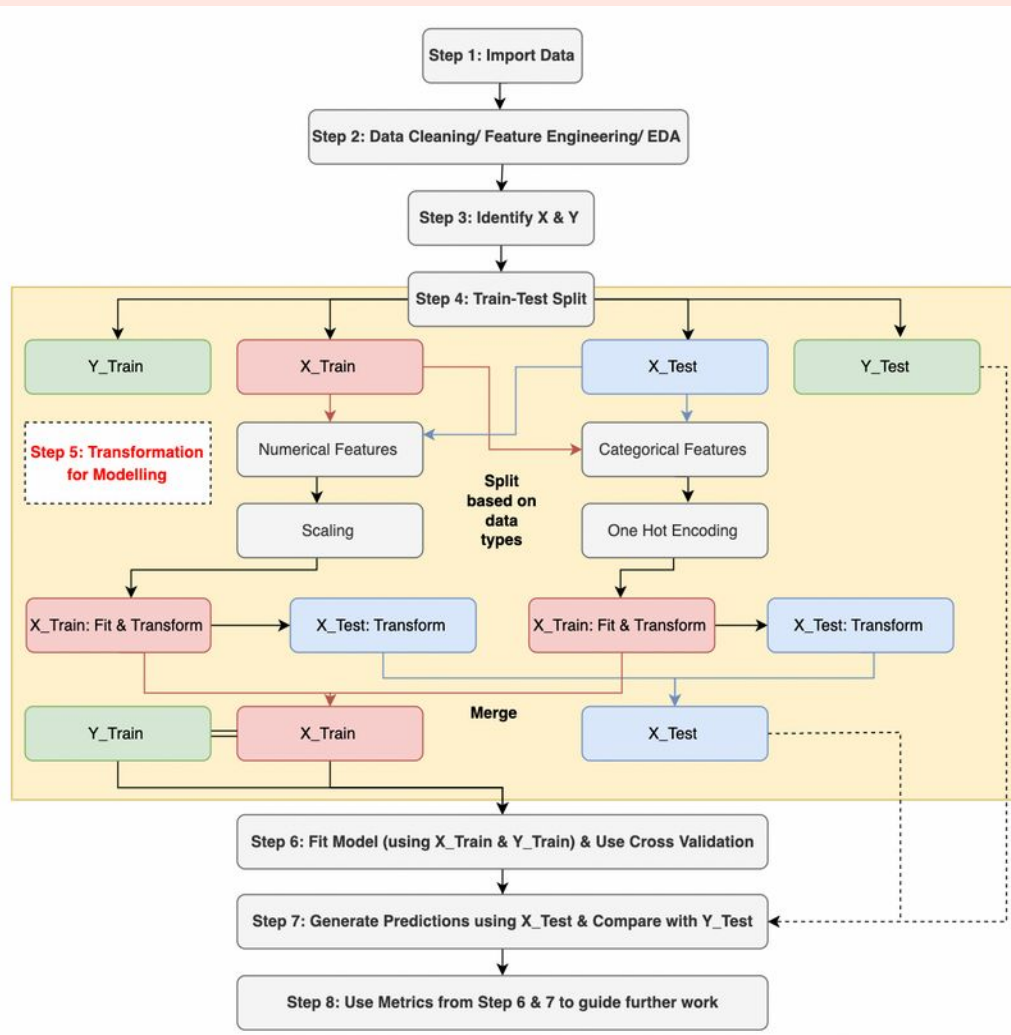 Step 1: Import Data
Step 2: Data Cleaning/ Feature Engineering/ EDA
Step 3: Identify X & Y
Step 4: Train-Test Split
Y_Train
X_Train
X_Test
Y_Test
Step 5: Transformation
for Modelling
Numerical Features
Categorical Features
Split
based on
data
types
Scaling
One Hot Encoding
X_Train: Fit & Transform
X_Test: Transform
X_Train: Fit & Transform
X_Test: Transform
Merge
Y_Train
X_Train
X_Test
Step 6: Fit Model (using X_Train & Y_Train) & Use Cross Validation
Step 7: Generate Predictions using X_Test & Compare with Y_Test
Step 8: Use Metrics from Step 6 & 7 to guide further work